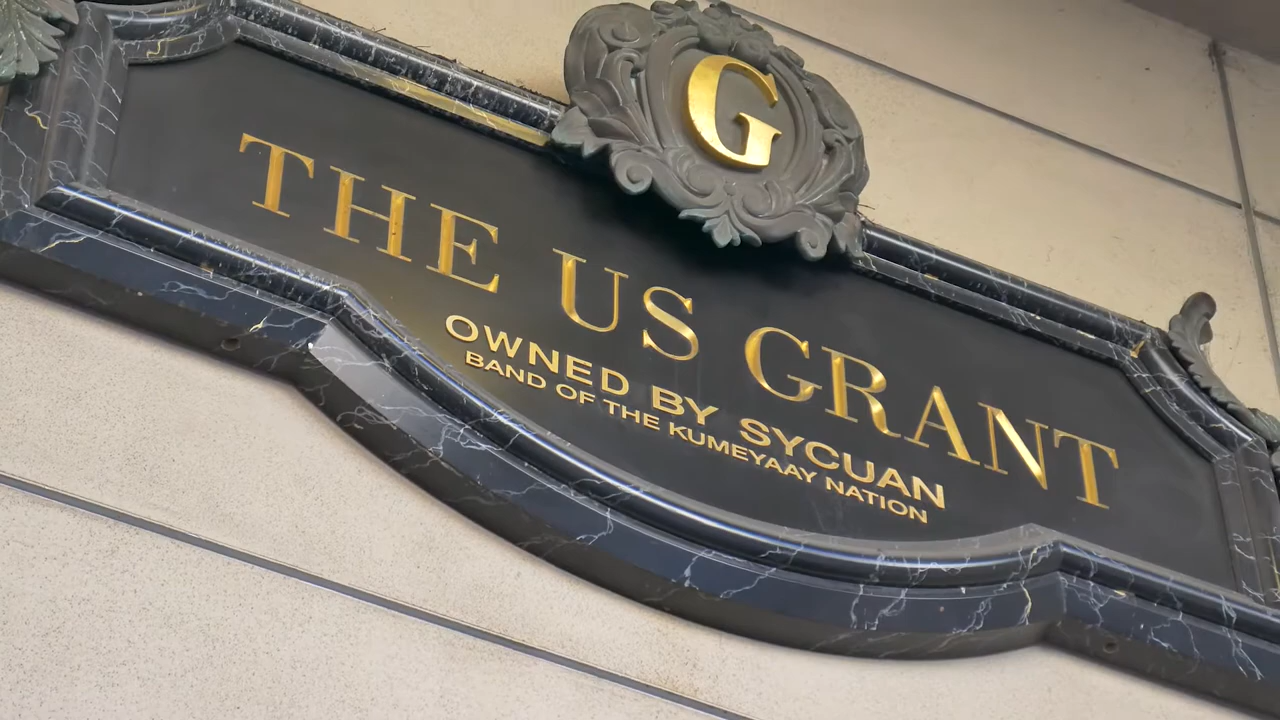 G
THE US GRANT
OWNED BY SYCUAN
BAND OF THE KUMEYAAY NATION